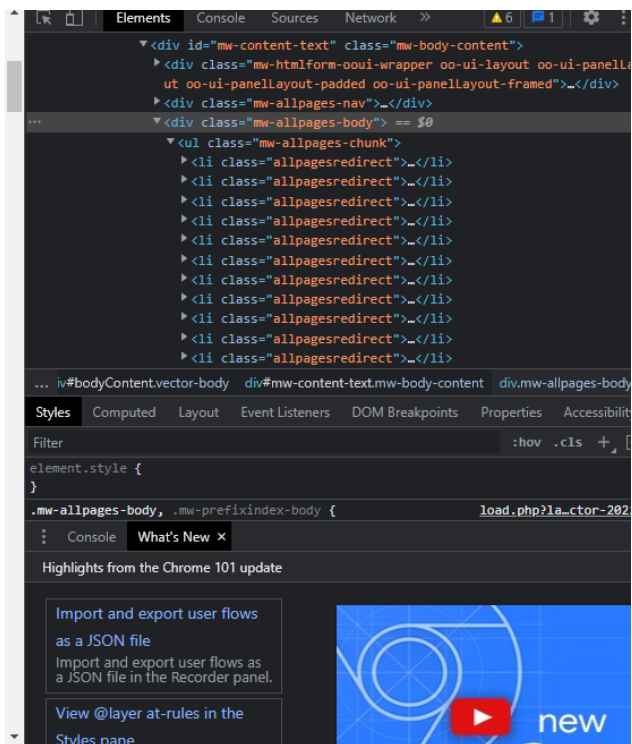 Elements Console Sources Network » 6 1
▼<div id="mw-content-text" class="mw-body-content">
▶<div class="mw-htmlform-ooui-wrapper oo-ui-layout oo-ui-panelLa
ut oo-ui-panelLayout-padded oo-ui-panelLayout-framed">…</div>
▶<div class="mw-allpages-nav">…</div>
… ▼<div class="mw-allpages-body"> == $0
▼<ul class="mw-allpages-chunk">
▶<li class="allpagesredirect">…</li>
▶<li class="allpagesredirect">…</li>
▶<li class="allpagesredirect">…</li>
▶<li class="allpagesredirect">…</li>
▶<li class="allpagesredirect">…</li>
▶<li class="allpagesredirect">…</li>
▶<li class="allpagesredirect">…</li>
▶<li class="allpagesredirect">…</li>
▶<li class="allpagesredirect">…</li>
▶<li class="allpagesredirect">…</li>
▶<li class="allpagesredirect">…</li>
... iv#bodyContent.vector-body div#mw-content-text.mw-body-content div.mw-allpages-body
Styles Computed Layout Event Listeners DOM Breakpoints Properties Accessibility
Filter :hov .cls +
element.style {
}
.mw-allpages-body, .mw-prefixindex-body { load.php?la…ctor-202
Console What's New ×
Highlights from the Chrome 101 update
Import and export user flows
as a JSON file
Import and export user flows as
a JSON file in the Recorder panel.
View @layer at-rules in the
Styles pane
new